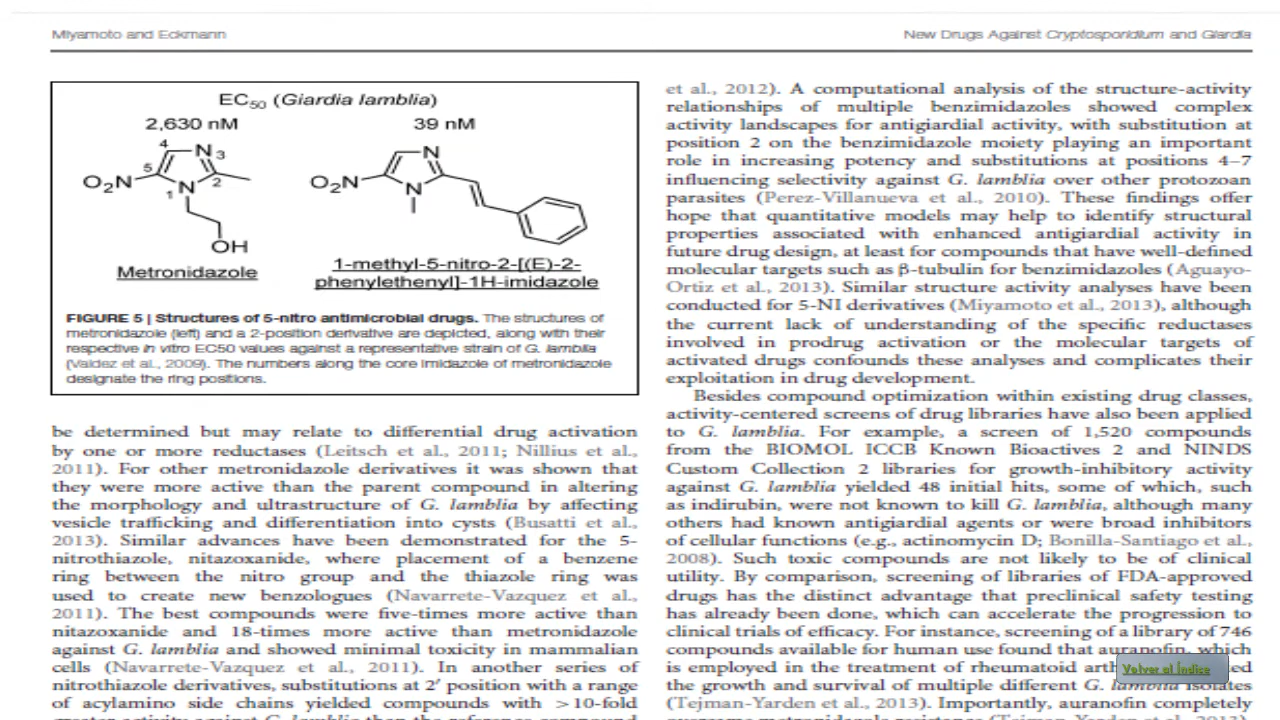 Miyamoto and Eckmann
New Drugs Against Cryptosporidium and Giardia
EC50 (Giardia lamblia)
2,630 nM
39 nM
4
N 3
5
O2N
N
2
1
OH
N
O2N
N
Metronidazole
1-methyl-5-nitro-2-[(E)-2-
phenylethenyl]-1H-imidazole
FIGURE 5 | Structures of 5-nitro antimicrobial drugs. The structures of
metronidazole (left) and a 2-position derivative are depicted, along with their
respective in vitro EC50 values against a representative strain of G. lamblia
(Valdez et al., 2009). The numbers along the core imidazole of metronidazole
designate the ring positions.
be determined but may relate to differential drug activation
by one or more reductases (Leitsch et al., 2011; Nillius et al.,
2011). For other metronidazole derivatives it was shown that
they were more active than the parent compound in altering
the morphology and ultrastructure of G. lamblia by affecting
vesicle trafficking and differentiation into cysts (Busatti et al.,
2013). Similar advances have been demonstrated for the 5-
nitrothiazole, nitazoxanide, where placement of a benzene
ring between the nitro group and the thiazole ring was
used to create new benzologues (Navarrete-Vazquez et al.,
2011). The best compounds were five-times more active than
nitazoxanide and 18-times more active than metronidazole
against G. lamblia and showed minimal toxicity in mammalian
cells (Navarrete-Vazquez et al., 2011). In another series of
nitrothiazole derivatives, substitutions at 2′ position with a range
of acylamino side chains yielded compounds with >10-fold
greater activity against G. lamblia than the reference compound
et al., 2012). A computational analysis of the structure-activity
relationships of multiple benzimidazoles showed complex
activity landscapes for antigiardial activity, with substitution at
position 2 on the benzimidazole moiety playing an important
role in increasing potency and substitutions at positions 4–7
influencing selectivity against G. lamblia over other protozoan
parasites (Perez-Villanueva et al., 2010). These findings offer
hope that quantitative models may help to identify structural
properties associated with enhanced antigiardial activity in
future drug design, at least for compounds that have well-defined
molecular targets such as β-tubulin for benzimidazoles (Aguayo-
Ortiz et al., 2013). Similar structure activity analyses have been
conducted for 5-NI derivatives (Miyamoto et al., 2013), although
the current lack of understanding of the specific reductases
involved in prodrug activation or the molecular targets of
activated drugs confounds these analyses and complicates their
exploitation in drug development.
Besides compound optimization within existing drug classes,
activity-centered screens of drug libraries have also been applied
to G. lamblia. For example, a screen of 1,520 compounds
from the BIOMOL ICCB Known Bioactives 2 and NINDS
Custom Collection 2 libraries for growth-inhibitory activity
against G. lamblia yielded 48 initial hits, some of which, such
as indirubin, were not known to kill G. lamblia, although many
others had known antigiardial agents or were broad inhibitors
of cellular functions (e.g., actinomycin D; Bonilla-Santiago et al.,
2008). Such toxic compounds are not likely to be of clinical
utility. By comparison, screening of libraries of FDA-approved
drugs has the distinct advantage that preclinical safety testing
has already been done, which can accelerate the progression to
clinical trials of efficacy. For instance, screening of a library of 746
compounds available for human use found that auranofin, which
is employed in the treatment of rheumatoid
Volver al Índice
the growth and survival of multiple different G. lamblia isolates
(Tejman-Yarden et al., 2013). Importantly, auranofin completely
overcame metronidazole resistance (Tejman-Yarden et al., 2013).